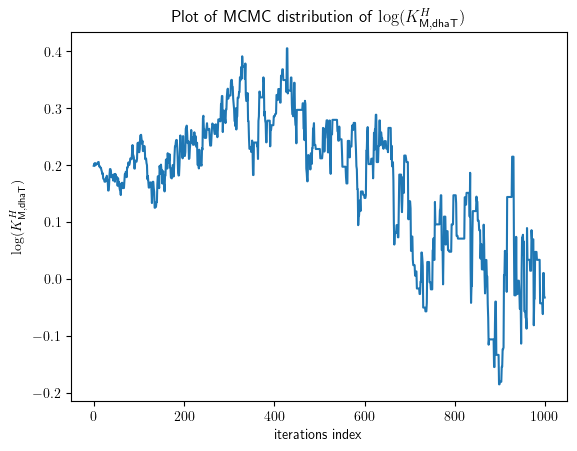 Plot of MCMC distribution of log(K^H_M,dhaT)
0.4
0.3
0.2
0.1
0.0
−0.1
−0.2
log(K^H_M,dhaT)
0 200 400 600 800 1000
iterations index